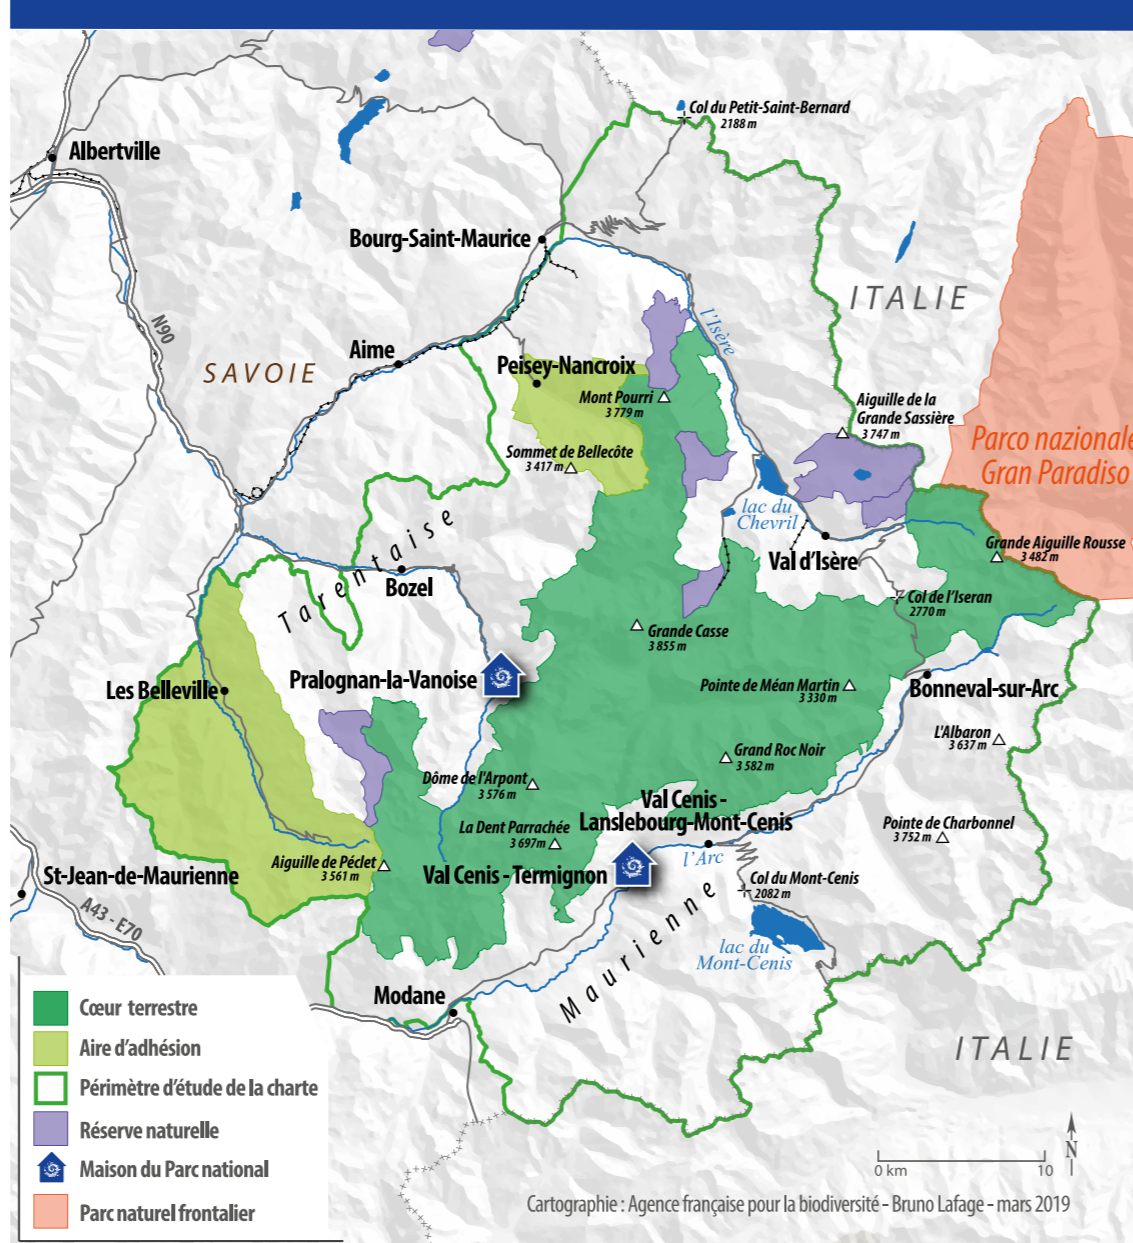 Col du Petit-Saint-Bernard
2188 m
Albertville
Bourg-Saint-Maurice
ITALIE
l'Isère
N90
Aime
SAVOIE
Peisey-Nancroix
Mont Pourri
3 779 m
Aiguille de la
Grande Sassière
3 747 m
Parco nazionale
Gran Paradiso
Sommet de Bellecôte
3 417 m
lac du
Chevril
Tarentaise
Val d'Isère
Grande Aiguille Rousse
3 482 m
Bozel
Col de l'Iseran
2770 m
Grande Casse
3 855 m
Pralognan-la-Vanoise
Les Belleville
Pointe de Méan Martin
3 330 m
Bonneval-sur-Arc
L'Albaron
3 637 m
Grand Roc Noir
3 582 m
Dôme de l'Arpont
3 576 m
Val Cenis -
Lanslebourg-Mont-Cenis
La Dent Parrachée
3 697m
Pointe de Charbonnel
3 752 m
Aiguille de Péclet
3 561 m
l'Arc
Val Cenis - Termignon
St-Jean-de-Maurienne
Col du Mont-Cenis
2082 m
A43 - E70
Maurienne
lac du
Mont-Cenis
Modane
ITALIE
Cœur terrestre
Aire d'adhésion
Périmètre d'étude de la charte
Réserve naturelle
Maison du Parc national
Parc naturel frontalier
N
0 km 10
Cartographie : Agence française pour la biodiversité - Bruno Lafage - mars 2019